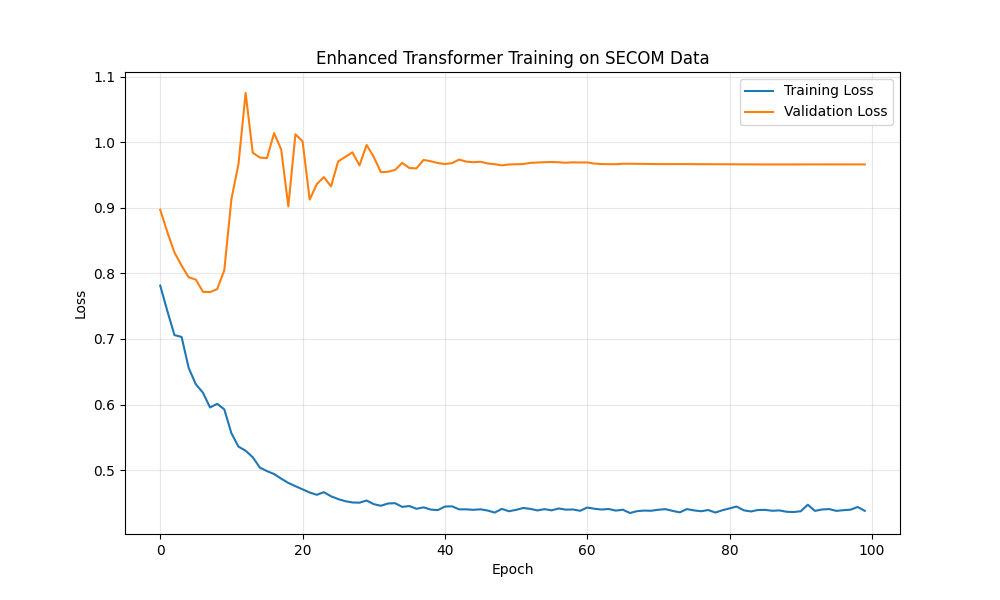 Enhanced Transformer Training on SECOM Data
Training Loss
Validation Loss
Loss
1.1
1.0
0.9
0.8
0.7
0.6
0.5
0
20
40
60
80
100
Epoch